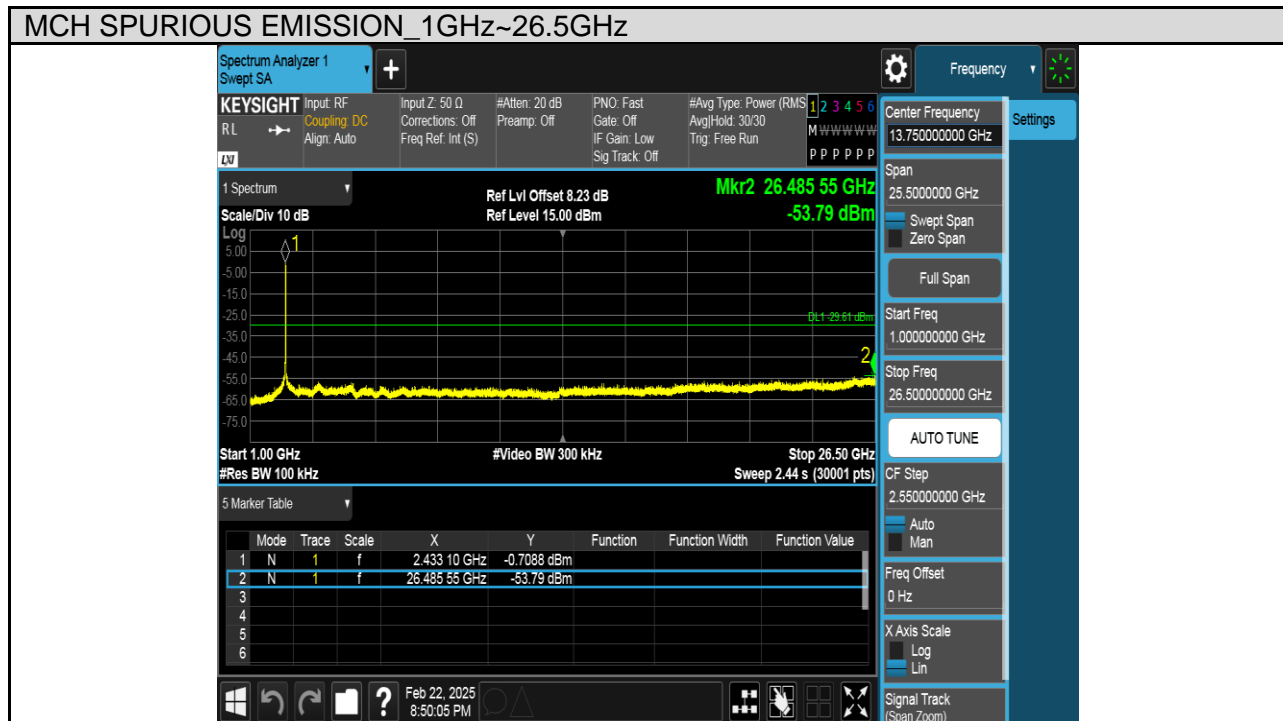 MCH SPURIOUS EMISSION_1GHz~26.5GHz
Spectrum Analyzer 1
Swept SA
+
Frequency
KEYSIGHT
RL
LXI
Input: RF
Coupling: DC
Align: Auto
Input Z: 50 Ω
Corrections: Off
Freq Ref: Int (S)
#Atten: 20 dB
Preamp: Off
PNO: Fast
Gate: Off
IF Gain: Low
Sig Track: Off
#Avg Type: Power (RMS
Avg|Hold: 30/30
Trig: Free Run
1 2 3 4 5 6
M W W W W W
P P P P P P
Center Frequency
13.750000000 GHz
Settings
Span
25.5000000 GHz
Swept Span
Zero Span
Full Span
Start Freq
1.000000000 GHz
Stop Freq
26.500000000 GHz
AUTO TUNE
CF Step
2.550000000 GHz
Auto
Man
Freq Offset
0 Hz
X Axis Scale
Log
Lin
Signal Track
(Span Zoom)
1 Spectrum
Scale/Div 10 dB
Ref Lvl Offset 8.23 dB
Ref Level 15.00 dBm
Mkr2 26.485 55 GHz
-53.79 dBm
Log
5.00
-5.00
-15.0
-25.0
-35.0
-45.0
-55.0
-65.0
-75.0
1
DL1 -29.61 dBm
2
Start 1.00 GHz
#Video BW 300 kHz
Stop 26.50 GHz
#Res BW 100 kHz
Sweep 2.44 s (30001 pts)
5 Marker Table
Mode Trace Scale X Y Function Function Width Function Value
1 N 1 f 2.433 10 GHz -0.7088 dBm
2 N 1 f 26.485 55 GHz -53.79 dBm
3
4
5
6
?
Feb 22, 2025
8:50:05 PM